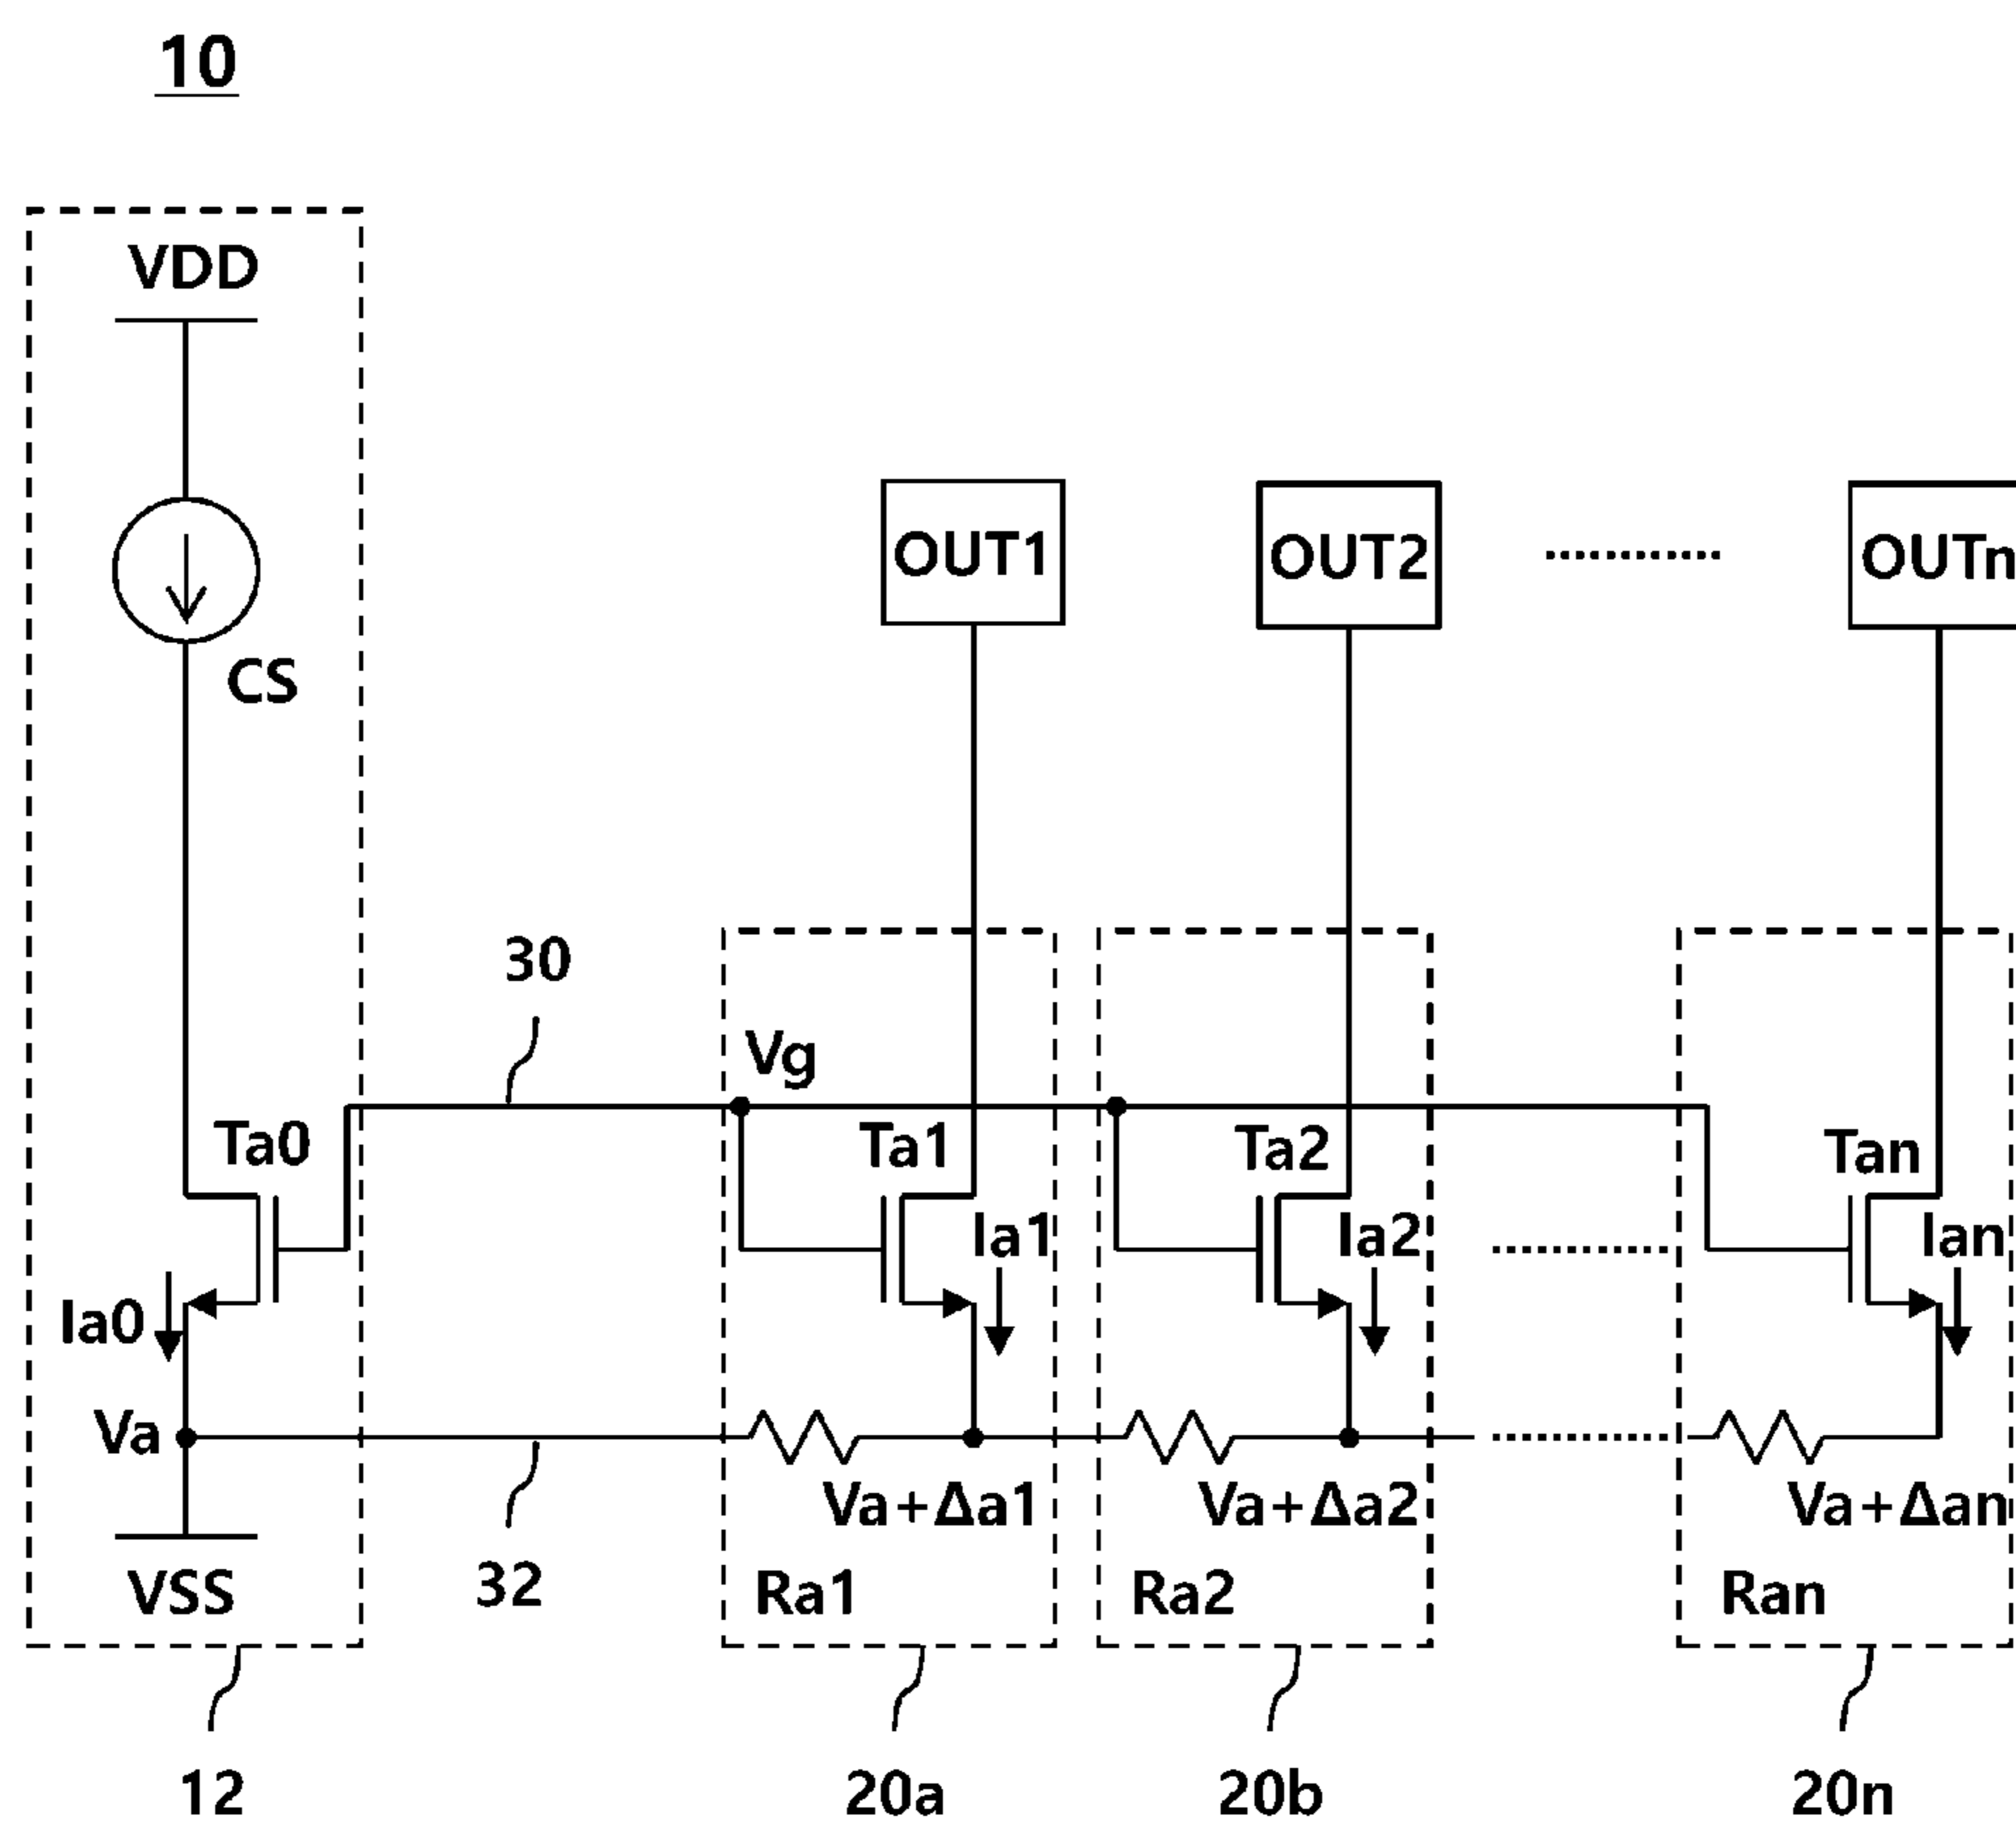 10
VDD
CS
OUT1
OUT2
OUTn
30
Vg
Ta0
Ta1
Ta2
Tan
Ia0
Ia1
Ia2
Ian
Va
Va+Δa1
Va+Δa2
Va+Δan
VSS
32
Ra1
Ra2
Ran
12
20a
20b
20n